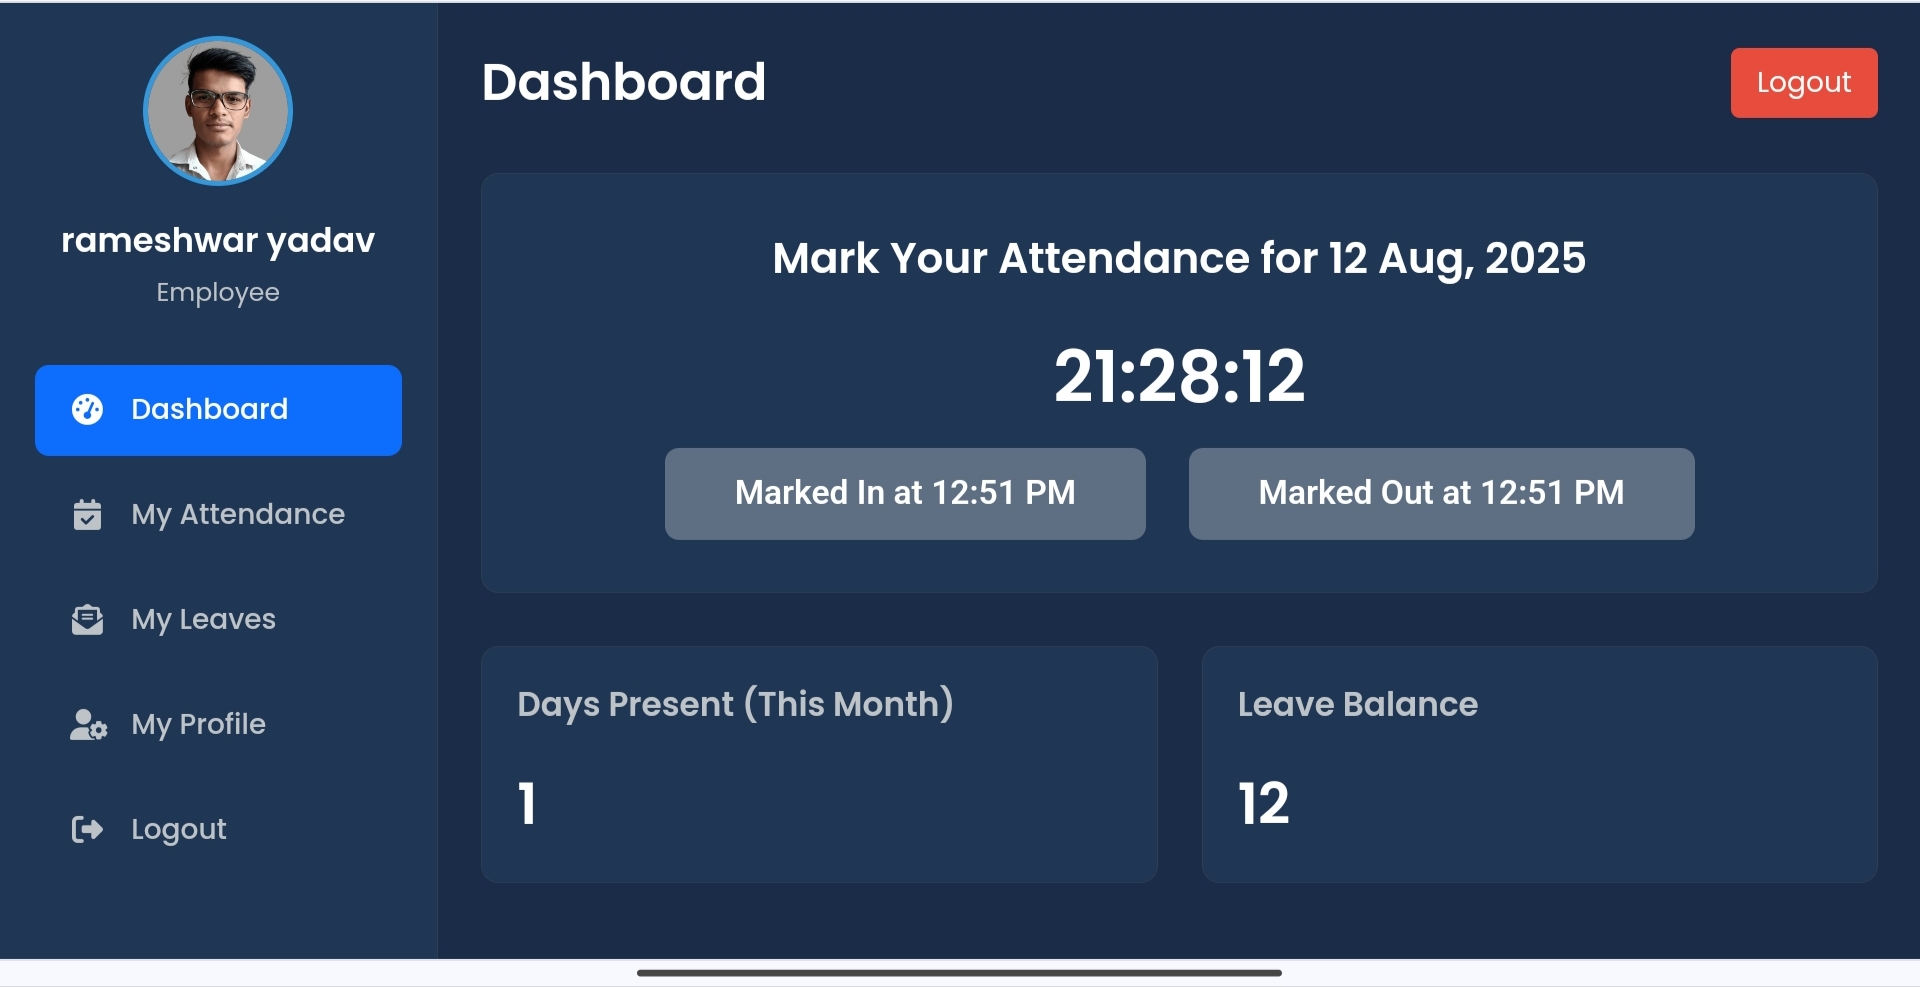 rameshwar yadav
Employee
Dashboard
My Attendance
My Leaves
My Profile
Logout
Dashboard
Logout
Mark Your Attendance for 12 Aug, 2025
21:28:12
Marked In at 12:51 PM
Marked Out at 12:51 PM
Days Present (This Month)
1
Leave Balance
12